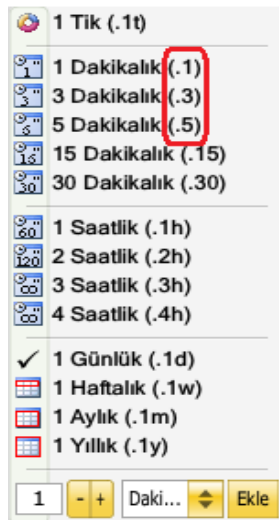 1 Tik (.1t)
1 Dakikalık (.1)
3 Dakikalık (.3)
5 Dakikalık (.5)
15 Dakikalık (.15)
30 Dakikalık (.30)
1 Saatlik (.1h)
2 Saatlik (.2h)
3 Saatlik (.3h)
4 Saatlik (.4h)
1 Günlük (.1d)
1 Haftalık (.1w)
1 Aylık (.1m)
1 Yıllık (.1y)
1 - + Daki... Ekle